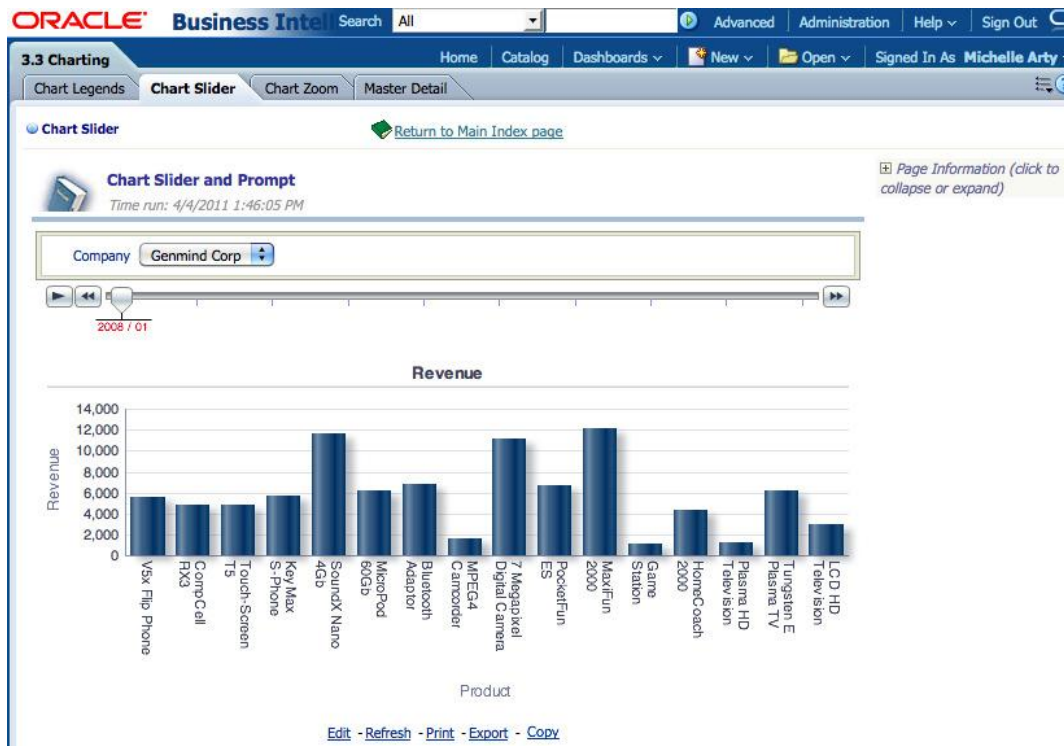 ORACLE Business Intel Search All Advanced Administration Help Sign Out
3.3 Charting Home Catalog Dashboards New Open Signed In As Michelle Arty
Chart Legends Chart Slider Chart Zoom Master Detail
Chart Slider Return to Main Index page
Page Information (click to
collapse or expand)
Chart Slider and Prompt
Time run: 4/4/2011 1:46:05 PM
Company Genmind Corp
2008 / 01
Revenue
Revenue
14,000
12,000
10,000
8,000
6,000
4,000
2,000
0
V5x Flip Phone
CompCell
RX3
Touch-Screen
T5
KeyMax
S-Phone
SoundX Nano
4Gb
MicroPod
60Gb
Bluetooth
Adaptor
MPEG4
Camcorder
7 Megapixel
Digital Camera
PocketFun
ES
MaxiFun
2000
Game
Station
HomeCoach
2000
Plasma HD
Television
Tungsten E
Plasma TV
LCD HD
Television
Product
Edit - Refresh - Print - Export - Copy